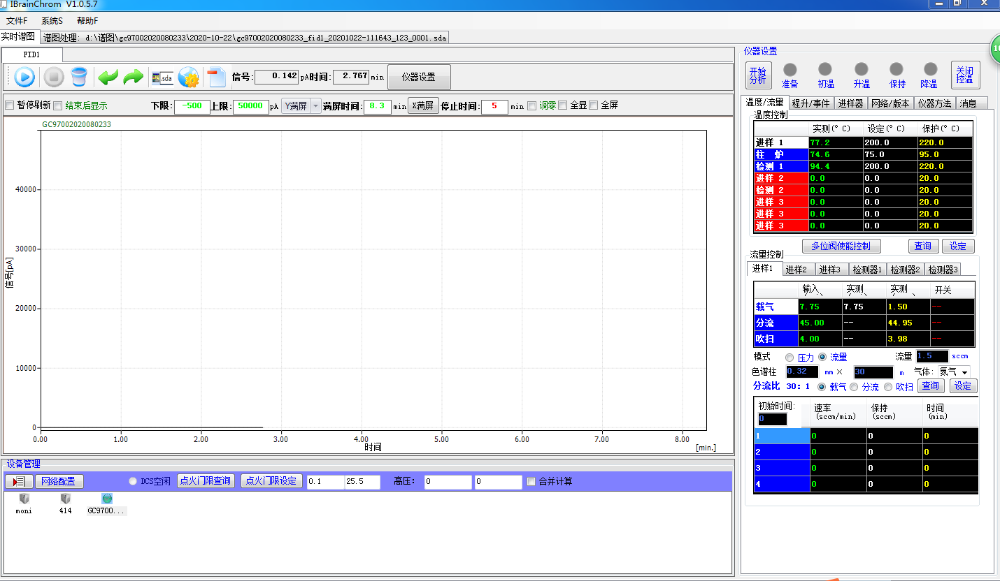 IBrainChrom V1.0.5.7
文件F 系统S 帮助F
实时谱图 谱图处理: d:\谱图\gc97002020080233\2020-10-22\gc97002020080233_fid1_20201022-111643_123_0001.sda
FID1
.sda 信号: 0.142 pA 时间: 2.767 min 仪器设置
暂停刷新 结束后显示 下限: -500 上限: 50000 pA Y满屏 满屏时间: 8.3 min X满屏 停止时间: 5 min 调零 全显 全屏
GC97002020080233
信号[pA]
40000
30000
20000
10000
0
0.00 1.00 2.00 3.00 4.00 5.00 6.00 7.00 8.00
时间 [min.]
设备管理
网络配置 DCS空闲 点火门限查询 点火门限设定 0.1 25.5 高压: 0 0 合并计算
moni 414 GC9700...
仪器设置
开始分析 准备 初温 升温 保持 降温 关闭控温
温度/流量 程升/事件 进样器 网络/版本 仪器方法 消息
温度控制
实测(°C) 设定(°C) 保护(°C)
进样 1 77.2 200.0 220.0
柱 炉 74.6 75.0 95.0
检测 1 94.4 200.0 220.0
进样 2 0.0 0.0 20.0
检测 2 0.0 0.0 20.0
进样 3 0.0 0.0 20.0
进样 3 0.0 0.0 20.0
进样 3 0.0 0.0 20.0
多位阀使能控制 查询 设定
流量控制
进样1 进样2 进样3 检测器1 检测器2 检测器3
输入 实测 实测 开关
载气 7.75 7.75 1.50 --
分流 45.00 -- 44.95 --
吹扫 4.00 -- 3.98 --
模式 压力 流量 流量 1.5 sccm
色谱柱 0.32 mm × 30 m 气体: 氮气
分流比 30: 1 载气 分流 吹扫 查询 设定
初始时间: 速率 保持 时间
0 (sccm/min) (sccm) (min)
1 0 0 0
2 0 0 0
3 0 0 0
4 0 0 0